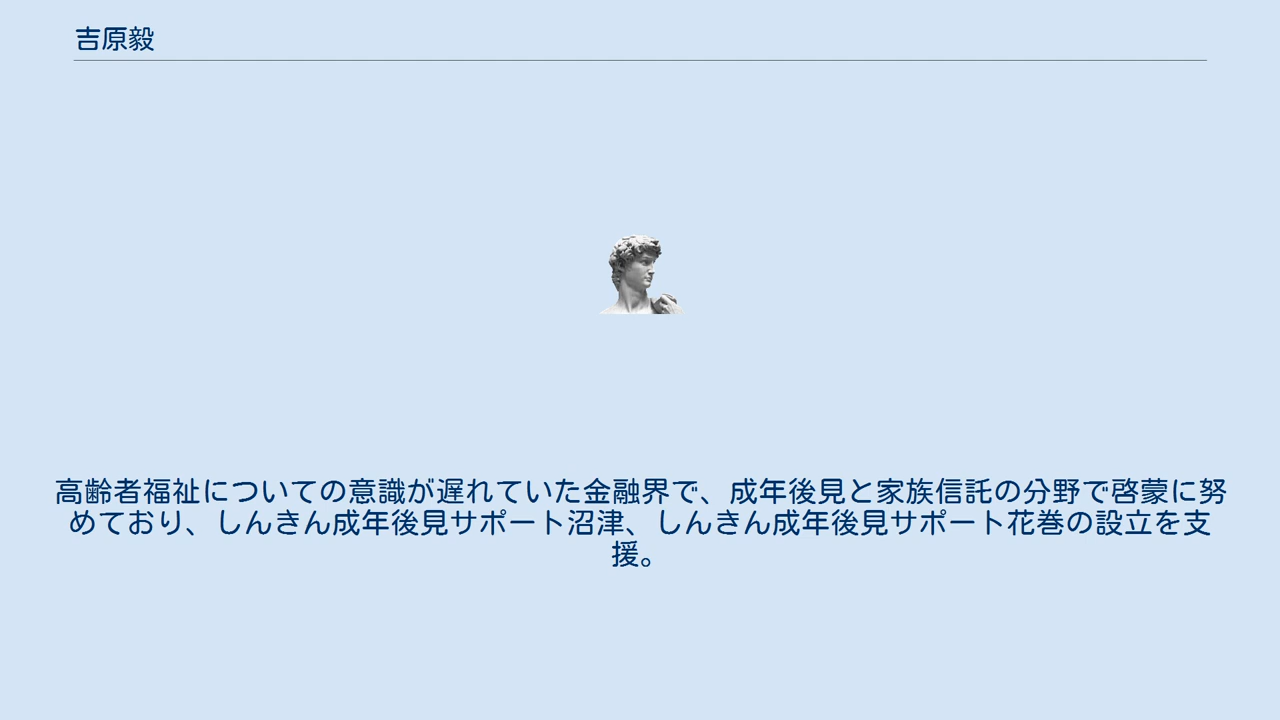 吉原毅
高齢者福祉についての意識が遅れていた金融界で、成年後見と家族信託の分野で啓蒙に努
めており、しんきん成年後見サポート沼津、しんきん成年後見サポート花巻の設立を支
援。